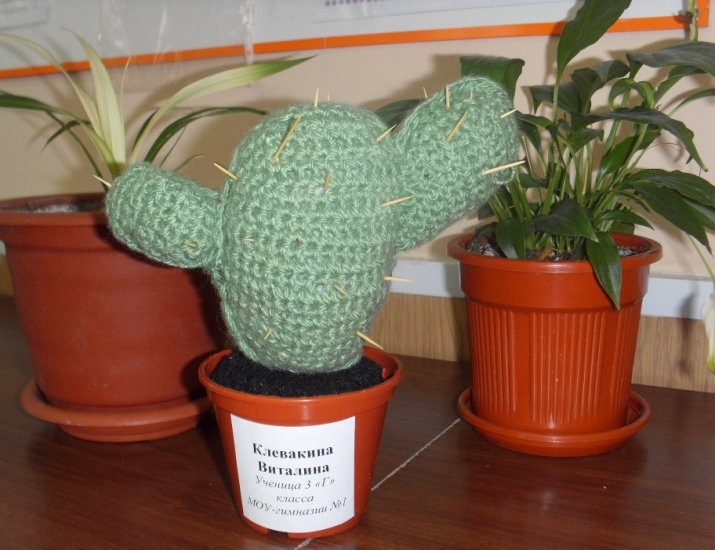 Клевакина
Виталина
Ученица 3 «Г»
класса
МОУ-гимназии №1